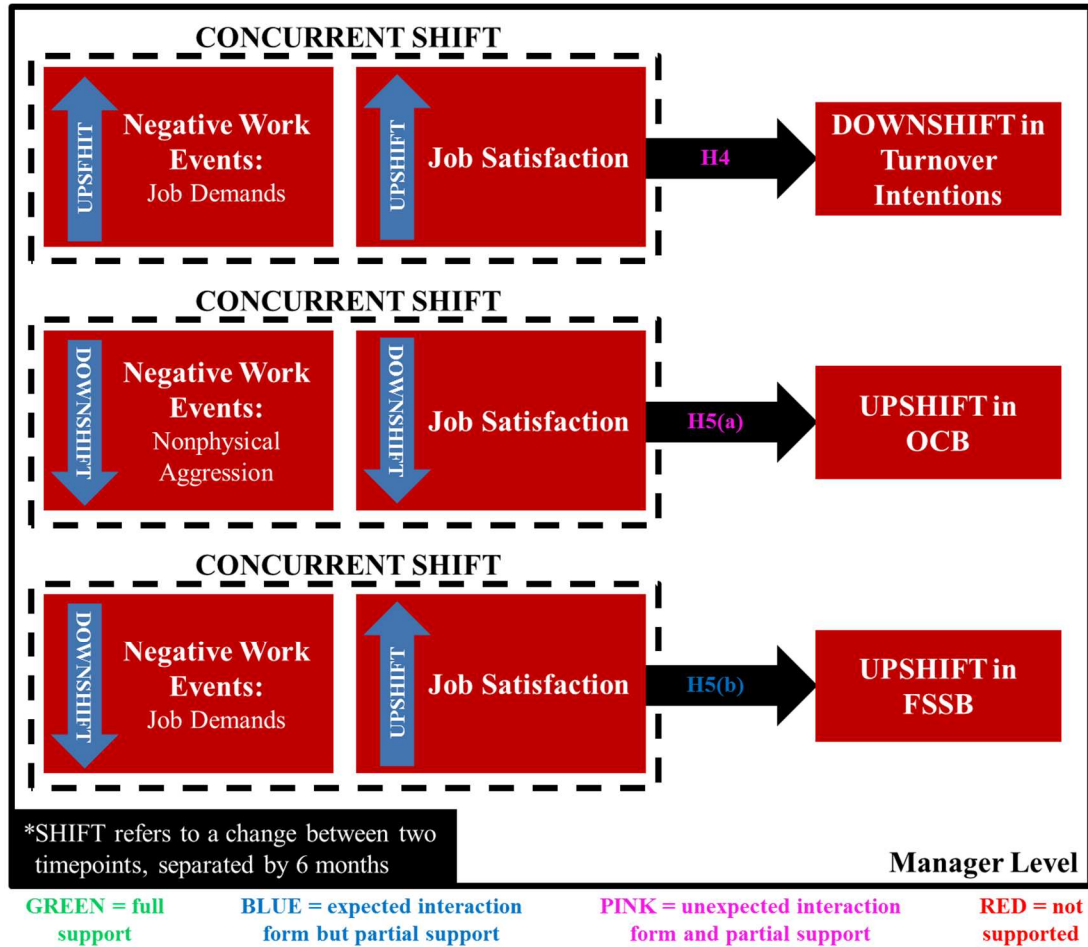 CONCURRENT SHIFT
UPSFHIT
Negative Work
Events:
Job Demands
UPSHIFT
Job Satisfaction
H4
DOWNSHIFT in
Turnover
Intentions
CONCURRENT SHIFT
DOWNSHIFT
Negative Work
Events:
Nonphysical
Aggression
DOWNSHIFT
Job Satisfaction
H5(a)
UPSHIFT in
OCB
CONCURRENT SHIFT
DOWNSHIFT
Negative Work
Events:
Job Demands
UPSHIFT
Job Satisfaction
H5(b)
UPSHIFT in
FSSB
*SHIFT refers to a change between two
timepoints, separated by 6 months
Manager Level
GREEN = full
support
BLUE = expected interaction
form but partial support
PINK = unexpected interaction
form and partial support
RED = not
supported